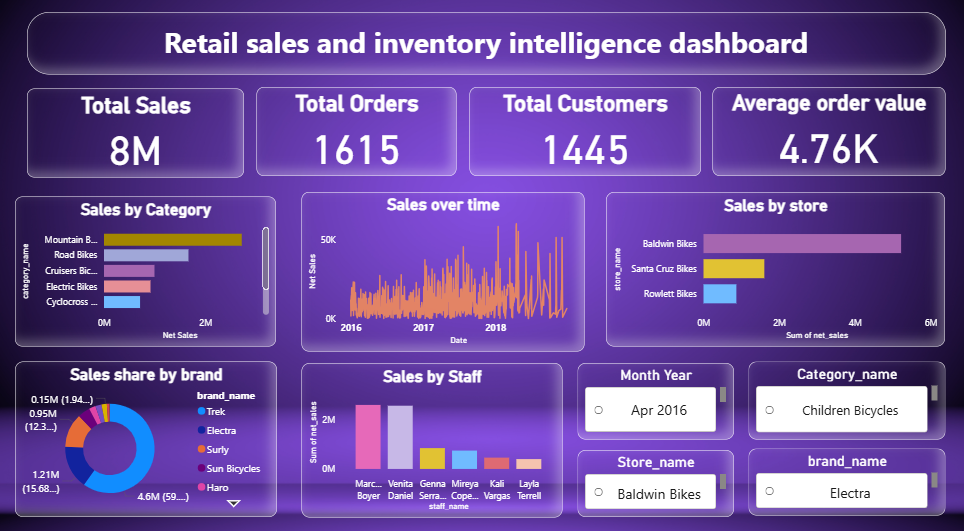 Retail sales and inventory intelligence dashboard
Total Sales
8M
Total Orders
1615
Total Customers
1445
Average order value
4.76K
Sales by Category
category_name
Mountain B...
Road Bikes
Cruisers Bic...
Electric Bikes
Cyclocross ...
0M
2M
Net Sales
Sales over time
Net Sales
50K
0K
2016
2017
2018
Date
Sales by store
store_name
Baldwin Bikes
Santa Cruz Bikes
Rowlett Bikes
0M
2M
4M
6M
Sum of net_sales
Sales share by brand
0.15M (1.94...)
0.95M
(12.3...)
1.21M
(15.68...)
4.6M (59....)
brand_name
Trek
Electra
Surly
Sun Bicycles
Haro
Sales by Staff
Sum of net_sales
2M
0M
Marc... Boyer
Venita Daniel
Genna Serra...
Mireya Cope...
Kali Vargas
Layla Terrell
staff_name
Month Year
Apr 2016
Category_name
Children Bicycles
Store_name
Baldwin Bikes
brand_name
Electra